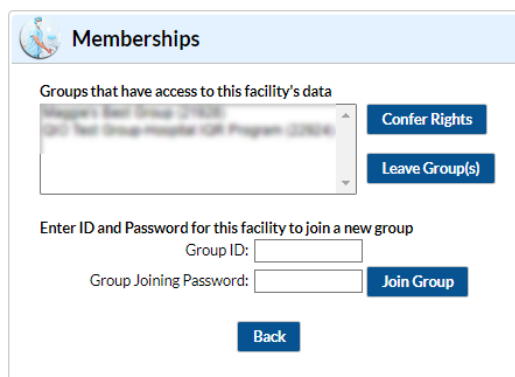 Memberships
Groups that have access to this facility's data
Confer Rights
Leave Group(s)
Enter ID and Password for this facility to join a new group
Group ID:
Group Joining Password:
Join Group
Back